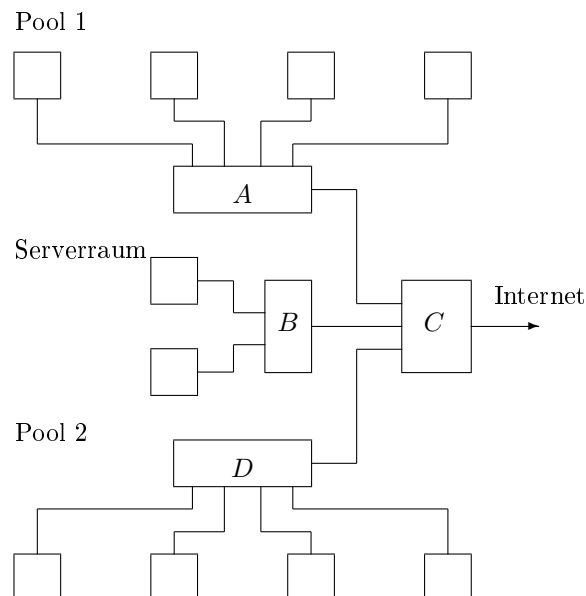 Pool 1
A
Serverraum
B
C
Internet
Pool 2
D